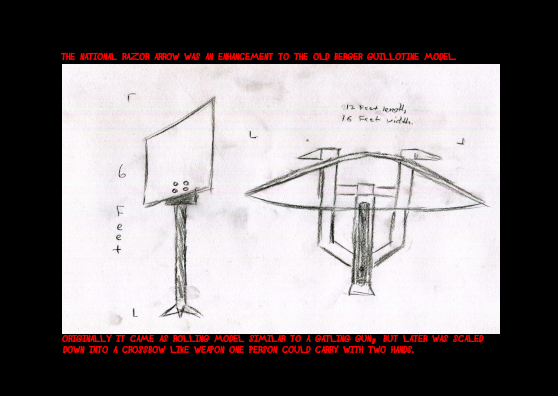 THE NATIONAL RAZOR ARROW WAS AN ENHANCEMENT TO THE OLD BERGER GUILLOTINE MODEL.
12 Feet length,
16 Feet width.
6
F
e
e
t
ORIGINALLY IT CAME AS ROLLING MODEL SIMILAR TO A GATLING GUN, BUT LATER WAS SCALED
DOWN INTO A CROSSBOW LIKE WEAPON ONE PERSON COULD CARRY WITH TWO HANDS.